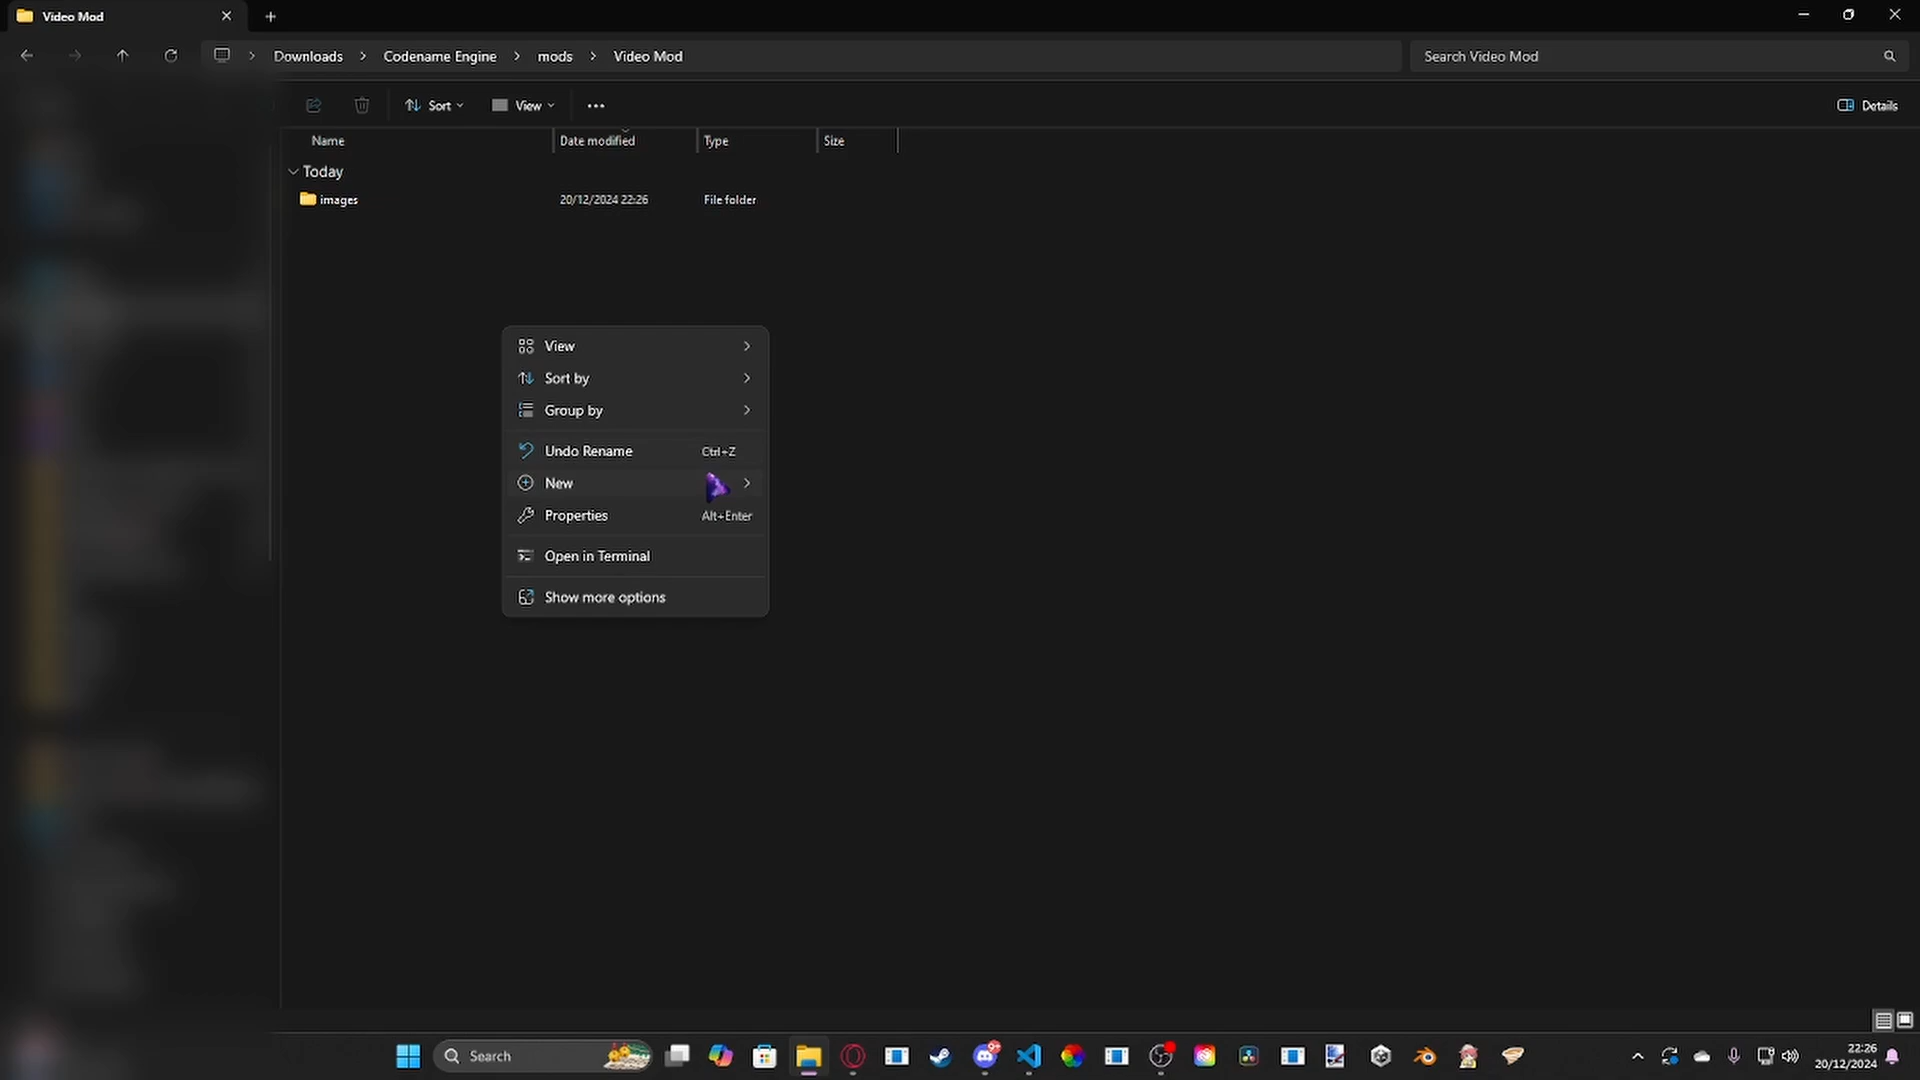 Video Mod
Downloads > Codename Engine > mods > Video Mod
Search Video Mod
Sort
View
Details
Name Date modified Type Size
Today
images 20/12/2024 22:26 File folder
View
Sort by
Group by
Undo Rename Ctrl+Z
New
Properties Alt+Enter
Open in Terminal
Show more options
Search
9+
22:26
20/12/2024